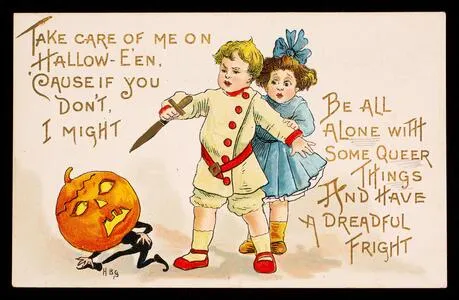 TAKE CARE OF ME ON
HALLOW-E'EN,
'CAUSE IF YOU
DON'T,
I MIGHT
BE ALL
ALONE WITH
SOME QUEER
THINGS
AND HAVE
A DREADFUL
FRIGHT
HBG